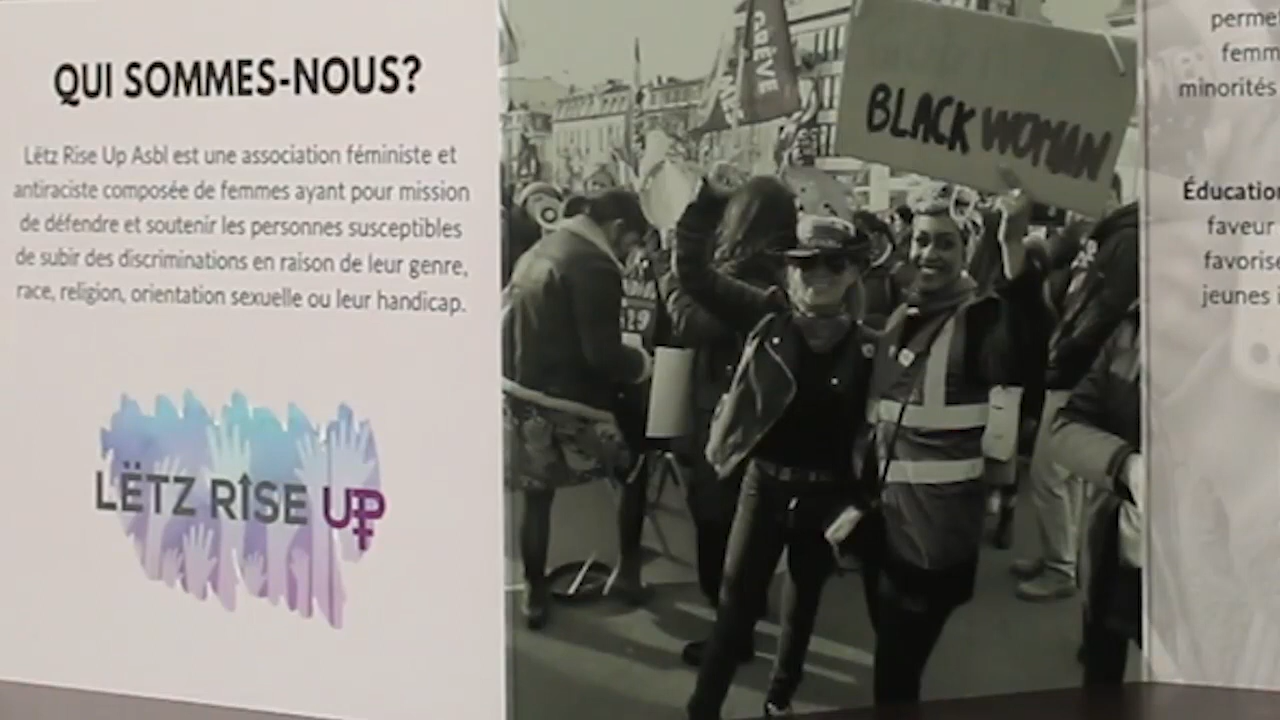 QUI SOMMES-NOUS?
Lëtz Rise Up Asbl est une association féministe et
antiraciste composée de femmes ayant pour mission
de défendre et soutenir les personnes susceptibles
de subir des discriminations en raison de leur genre,
race, religion, orientation sexuelle ou leur handicap.
LËTZ RISE UP
GRÈVE
BLACK WOMAN
minorités
faveur
jeunes